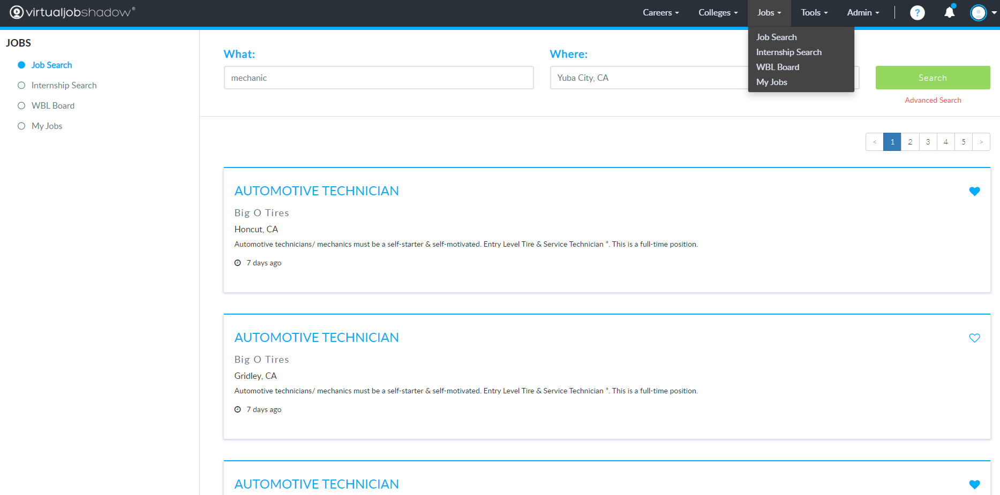 virtualjobshadow®
Careers
Colleges
Jobs
Tools
Admin
?
Job Search
Internship Search
WBL Board
My Jobs
JOBS
Job Search
Internship Search
WBL Board
My Jobs
What:
mechanic
Where:
Yuba City, CA
Search
Advanced Search
< 1 2 3 4 5 >
AUTOMOTIVE TECHNICIAN
Big O Tires
Honcut, CA
Automotive technicians/ mechanics must be a self-starter & self-motivated. Entry Level Tire & Service Technician *. This is a full-time position.
7 days ago
AUTOMOTIVE TECHNICIAN
Big O Tires
Gridley, CA
Automotive technicians/ mechanics must be a self-starter & self-motivated. Entry Level Tire & Service Technician *. This is a full-time position.
7 days ago
AUTOMOTIVE TECHNICIAN